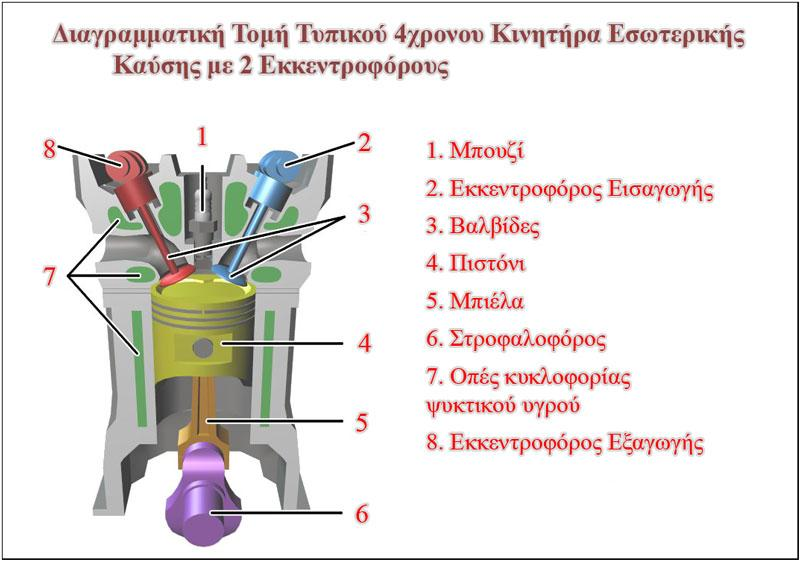 Διαγραμματική Τομή Τυπικού 4χρονου Κινητήρα Εσωτερικής
Καύσης με 2 Εκκεντροφόρους
8
1
2
3
7
4
5
6
1. Μπουζί
2. Εκκεντροφόρος Εισαγωγής
3. Βαλβίδες
4. Πιστόνι
5. Μπιέλα
6. Στροφαλοφόρος
7. Οπές κυκλοφορίας
ψυκτικού υγρού
8. Εκκεντροφόρος Εξαγωγής